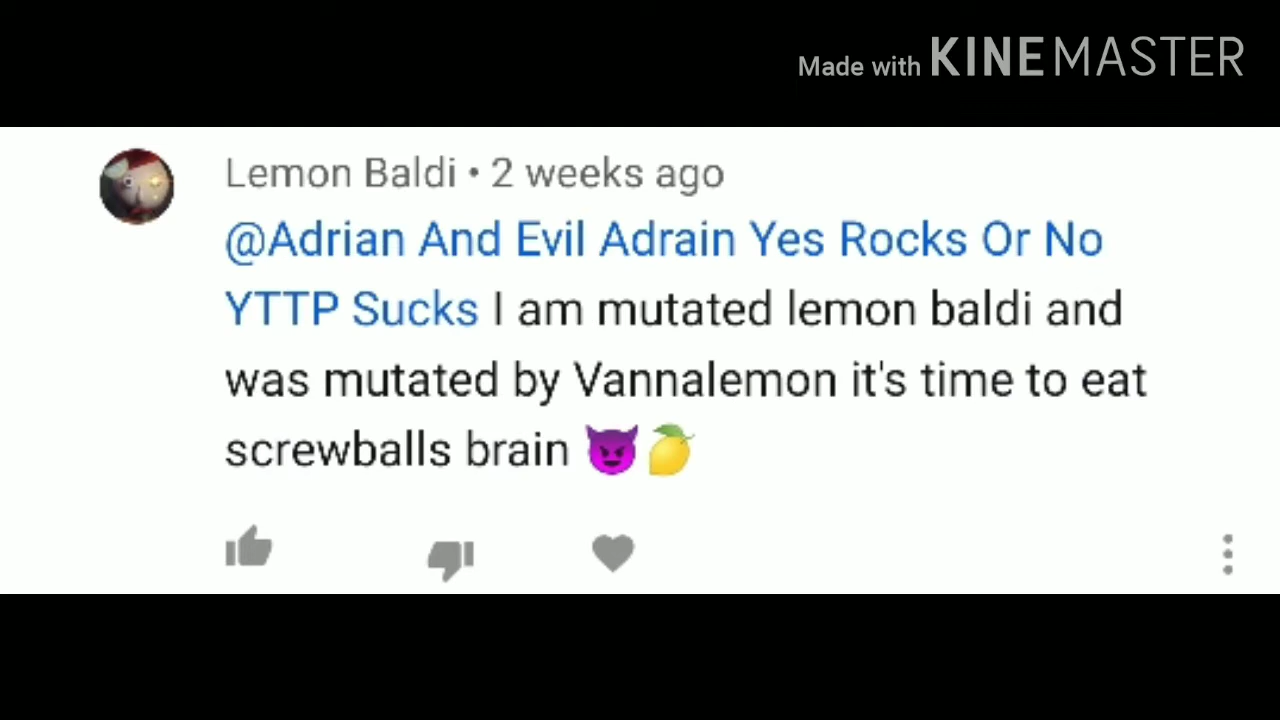 Made with KINEMASTER
Lemon Baldi • 2 weeks ago
@Adrian And Evil Adrain Yes Rocks Or No
YTTP Sucks I am mutated lemon baldi and
was mutated by Vannalemon it's time to eat
screwballs brain 😈🍋